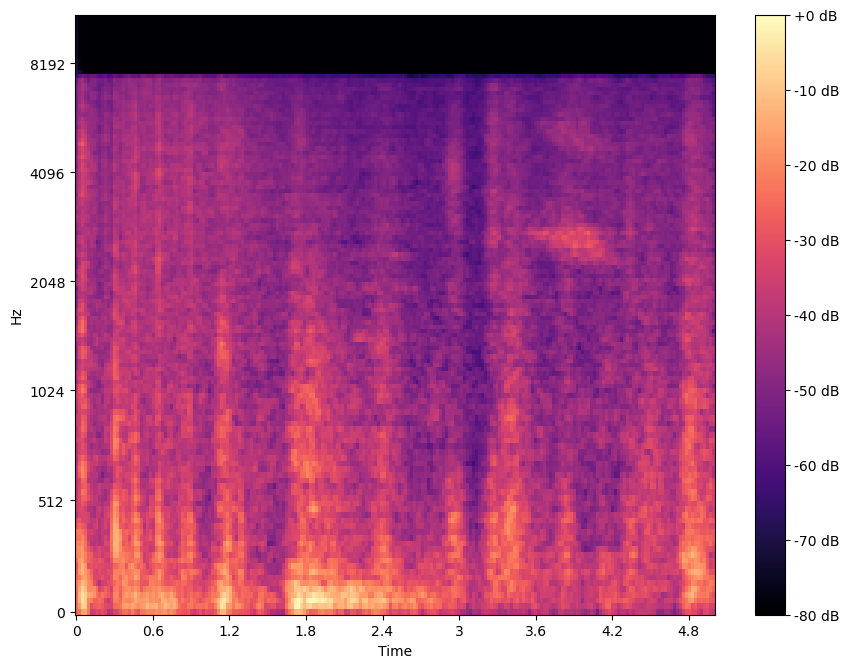 +0 dB
8192
-10 dB
4096
-20 dB
-30 dB
2048
Hz
-40 dB
1024
-50 dB
512
-60 dB
-70 dB
0
-80 dB
0 0.6 1.2 1.8 2.4 3 3.6 4.2 4.8
Time